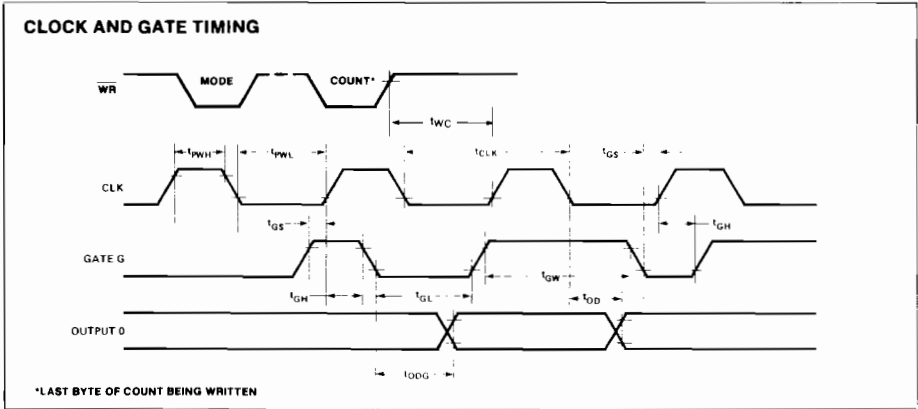 CLOCK AND GATE TIMING
WR
MODE
COUNT*
tWC
tPWH
tPWL
tCLK
tGS
CLK
tGS
tGH
GATE G
tGH
tGL
tGW
tOD
OUTPUT 0
tODG
*LAST BYTE OF COUNT BEING WRITTEN